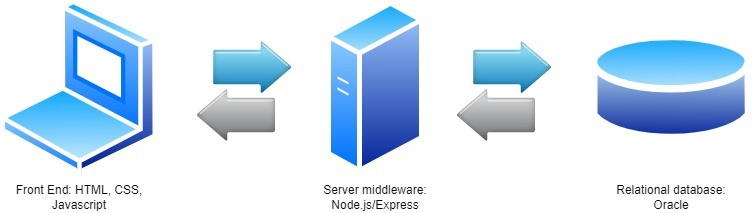 Front End: HTML, CSS,
Javascript
Server middleware:
Node.js/Express
Relational database:
Oracle